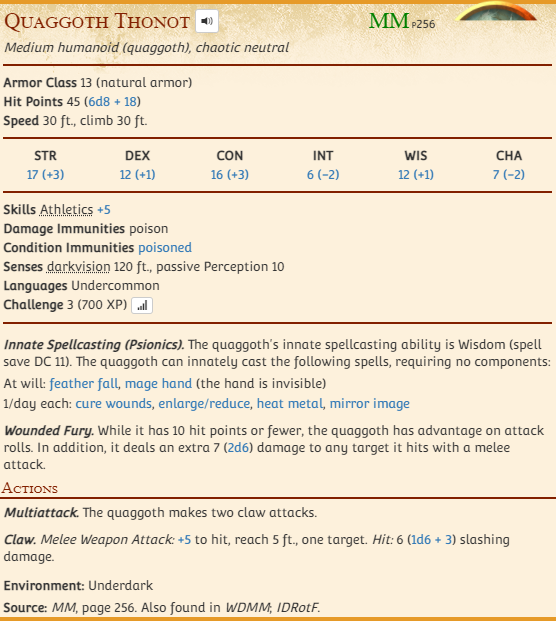 Quaggoth Thonot MM P256
Medium humanoid (quaggoth), chaotic neutral
Armor Class 13 (natural armor)
Hit Points 45 (6d8 + 18)
Speed 30 ft., climb 30 ft.
STR DEX CON INT WIS CHA
17 (+3) 12 (+1) 16 (+3) 6 (−2) 12 (+1) 7 (−2)
Skills Athletics +5
Damage Immunities poison
Condition Immunities poisoned
Senses darkvision 120 ft., passive Perception 10
Languages Undercommon
Challenge 3 (700 XP)
Innate Spellcasting (Psionics). The quaggoth's innate spellcasting ability is Wisdom (spell
save DC 11). The quaggoth can innately cast the following spells, requiring no components:
At will: feather fall, mage hand (the hand is invisible)
1/day each: cure wounds, enlarge/reduce, heat metal, mirror image
Wounded Fury. While it has 10 hit points or fewer, the quaggoth has advantage on attack
rolls. In addition, it deals an extra 7 (2d6) damage to any target it hits with a melee
attack.
Actions
Multiattack. The quaggoth makes two claw attacks.
Claw. Melee Weapon Attack: +5 to hit, reach 5 ft., one target. Hit: 6 (1d6 + 3) slashing
damage.
Environment: Underdark
Source: MM, page 256. Also found in WDMM; IDRotF.